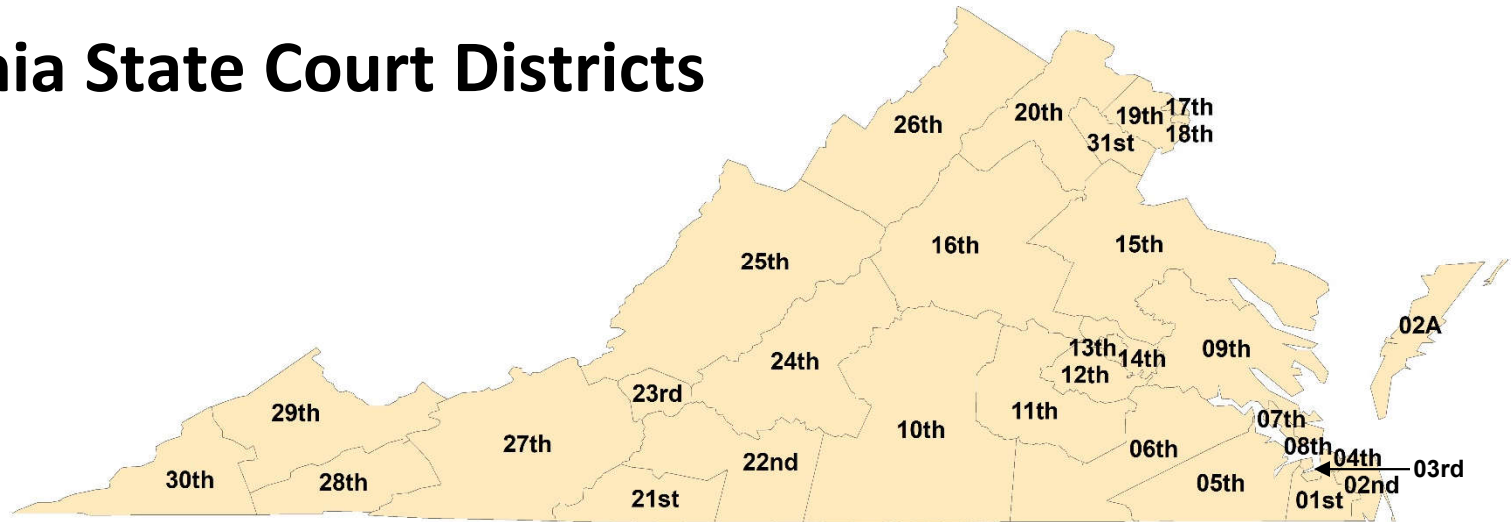 nia State Court Districts
17th
26th
20th
19th
18th
31st
25th
16th
15th
02A
24th
13th
14th
09th
12th
23rd
29th
11th
07th
27th
10th
08th
06th
04th
03rd
22nd
30th
28th
05th
02nd
21st
01st